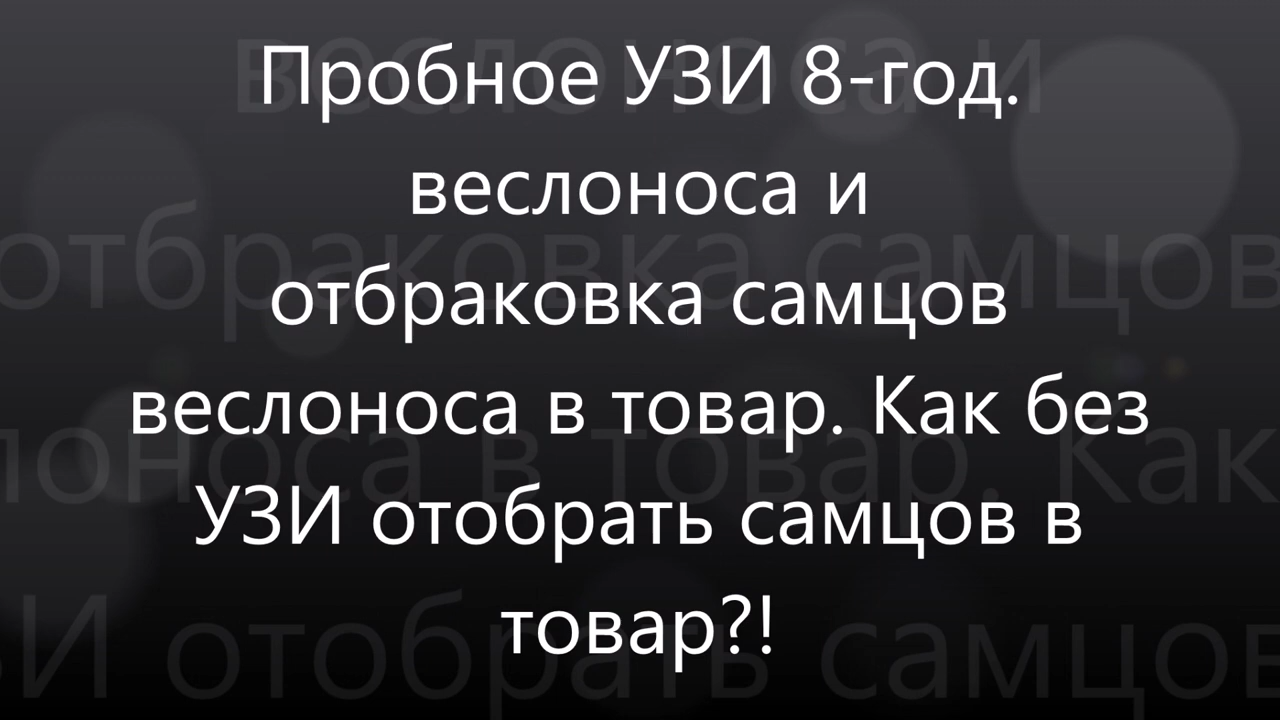 Пробное УЗИ 8-год.
веслоноса и
отбраковка самцов
веслоноса в товар. Как без
УЗИ отобрать самцов в
товар?!